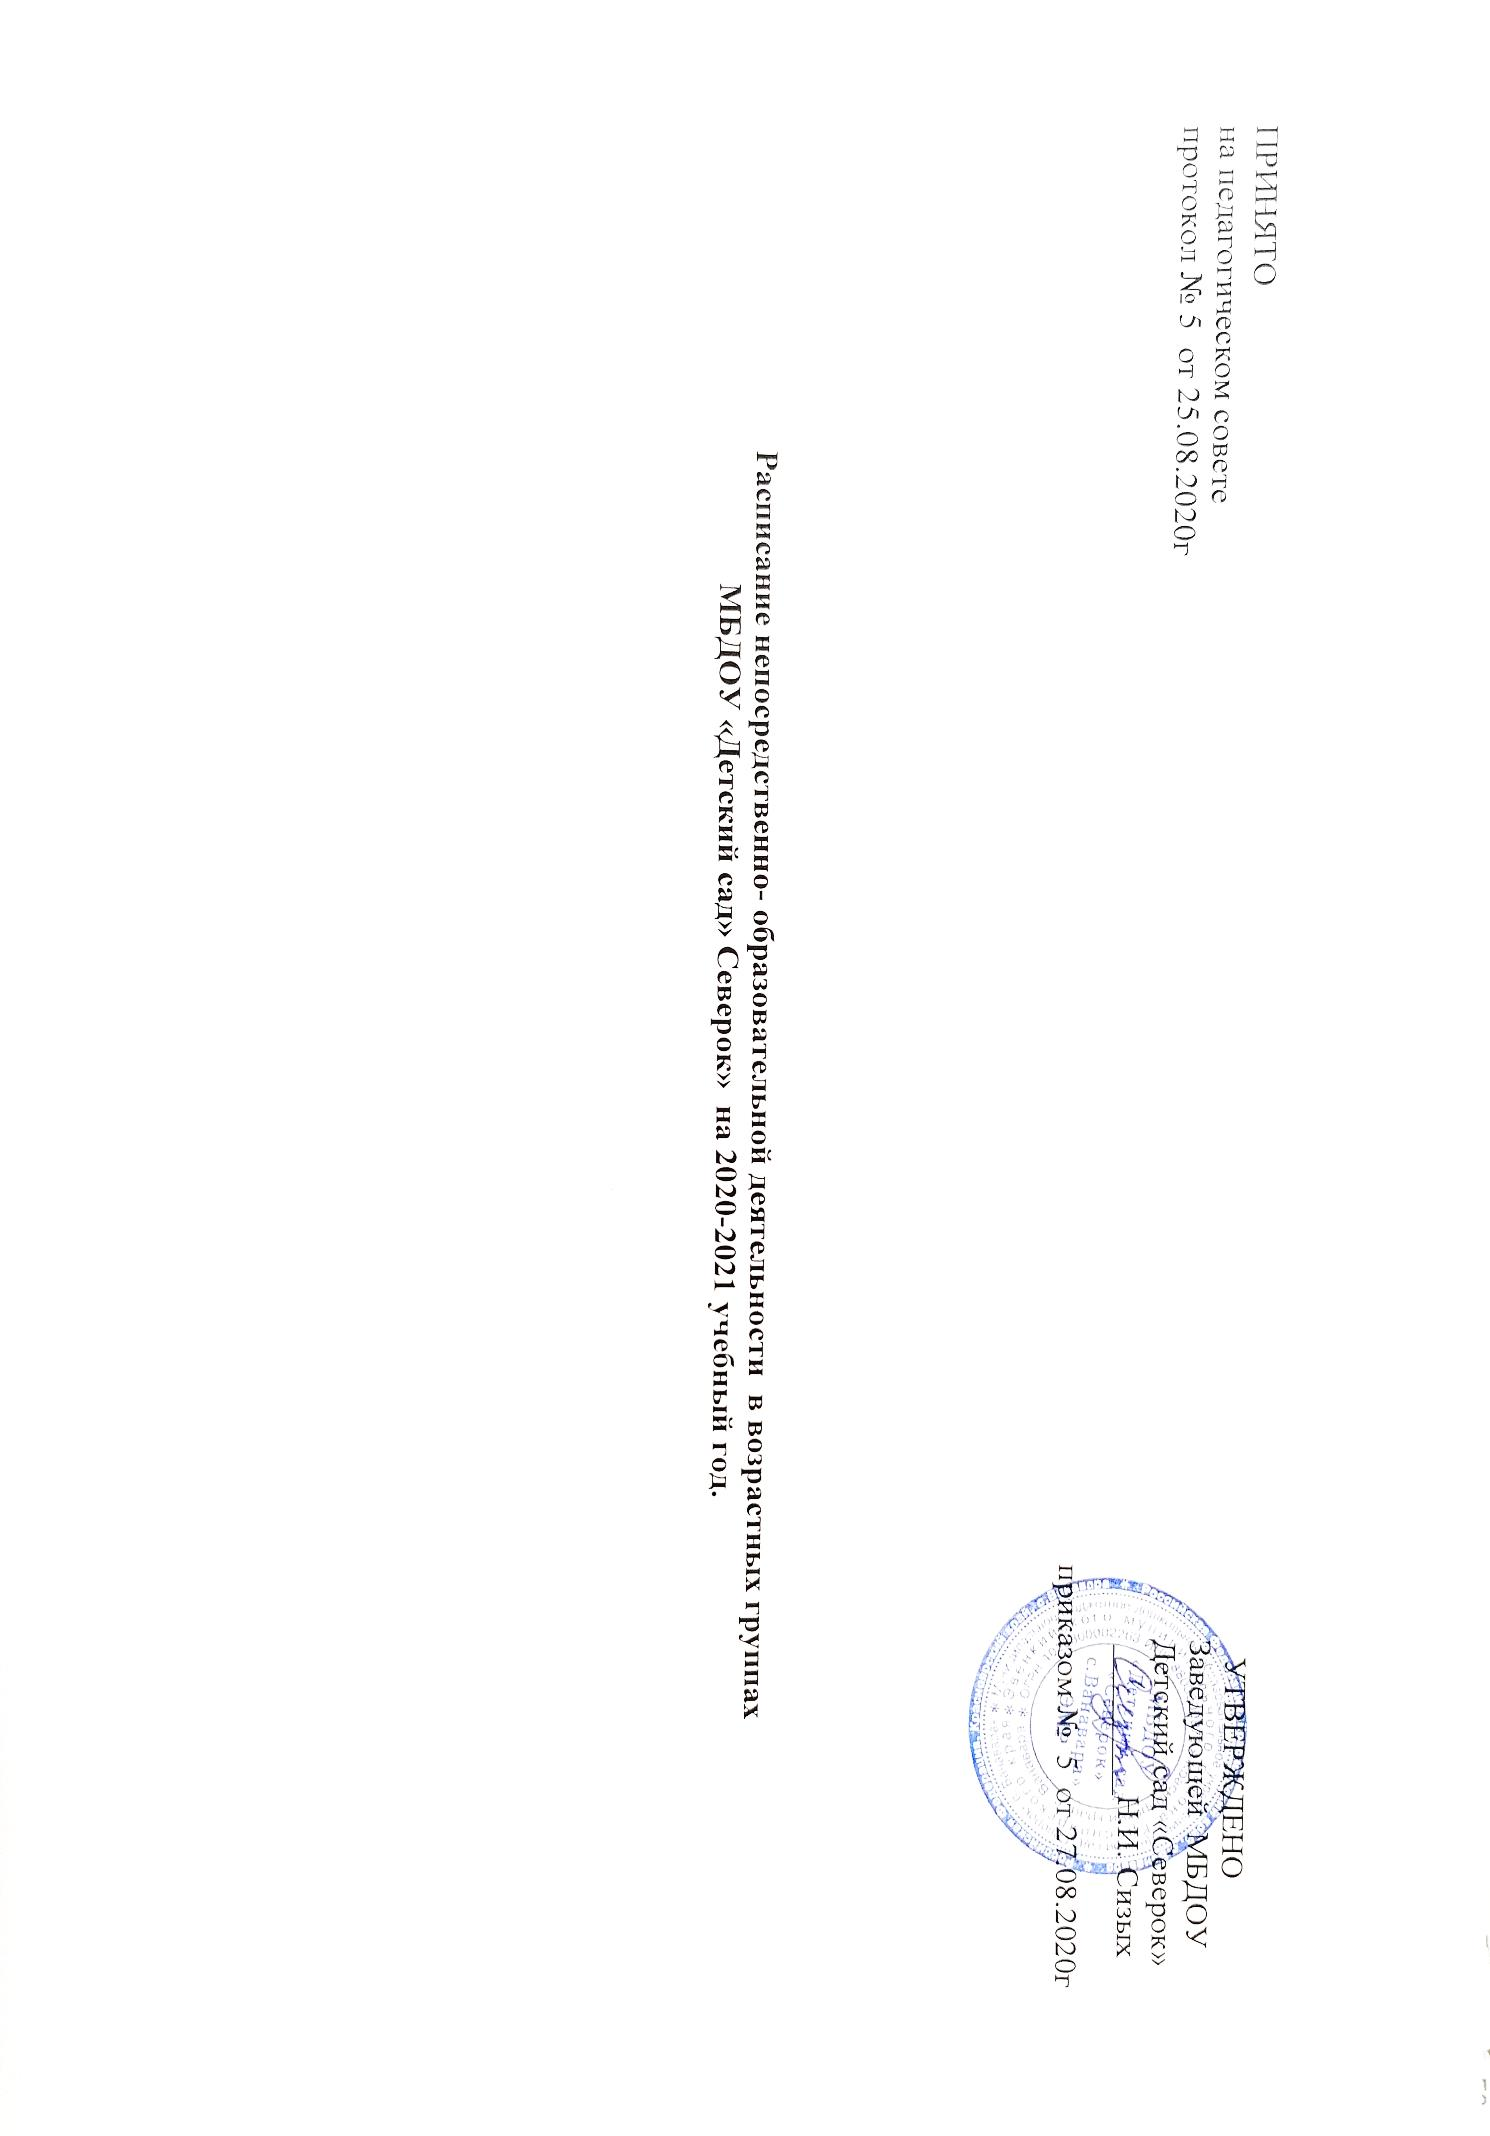 ПРИНЯТО
на педагогическом совете
протокол № 5 от 25.08.2020г
УТВЕРЖДЕНО
Заведующей МБДОУ
Детский сад «Северок»
Н.И. Сизых
приказом № 5 от 27.08.2020г
«Северок»
с.Ванавара
Расписание непосредственно- образовательной деятельности в возрастных группах
МБДОУ «Детский сад» Северок» на 2020-2021 учебный год.